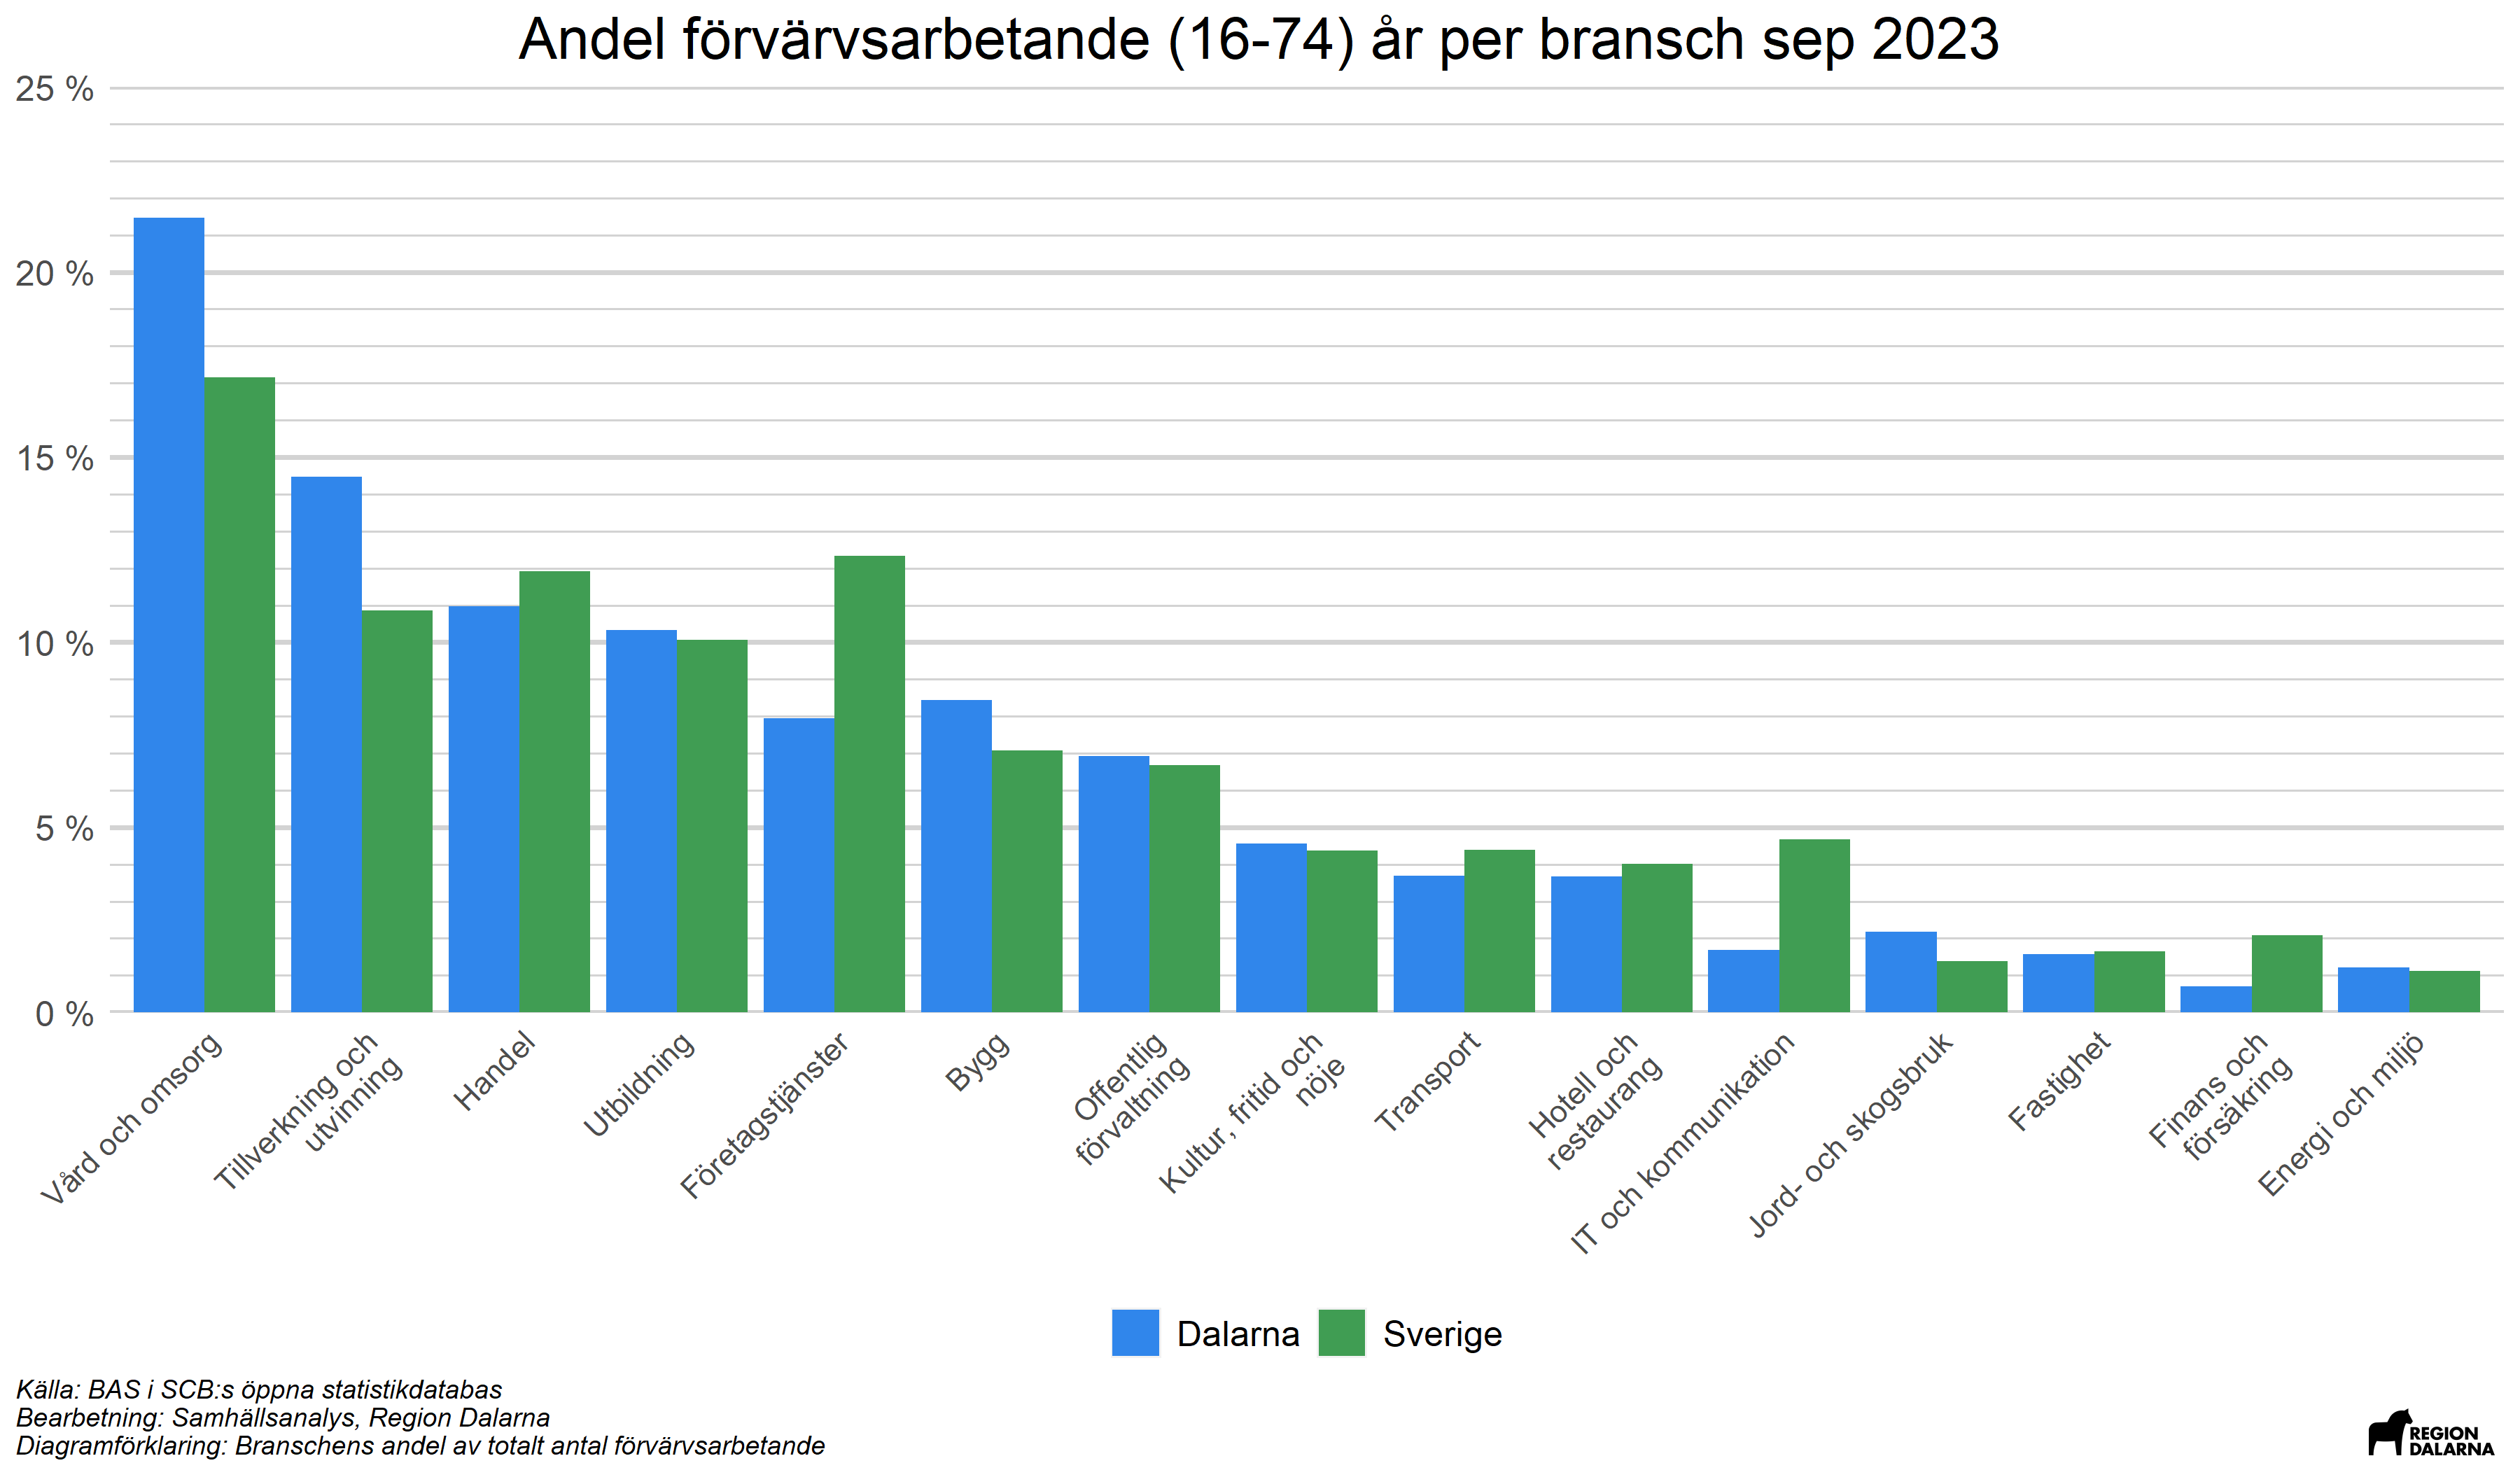 Andel förvärvsarbetande (16-74) år per bransch sep 2023
25 %
20 %
15 %
10 %
5 %
0 %
Vård och omsorg
Tillverkning och
utvinning
Handel
Utbildning
Företagstjänster
Bygg
Offentlig
förvaltning
Kultur, fritid och
nöje
Transport
Hotell och
restaurang
IT och kommunikation
Jord- och skogsbruk
Fastighet
Finans och
försäkring
Energi och miljö
Dalarna
Sverige
Källa: BAS i SCB:s öppna statistikdatabas
Bearbetning: Samhällsanalys, Region Dalarna
Diagramförklaring: Branschens andel av totalt antal förvärvsarbetande
REGION
DALARNA